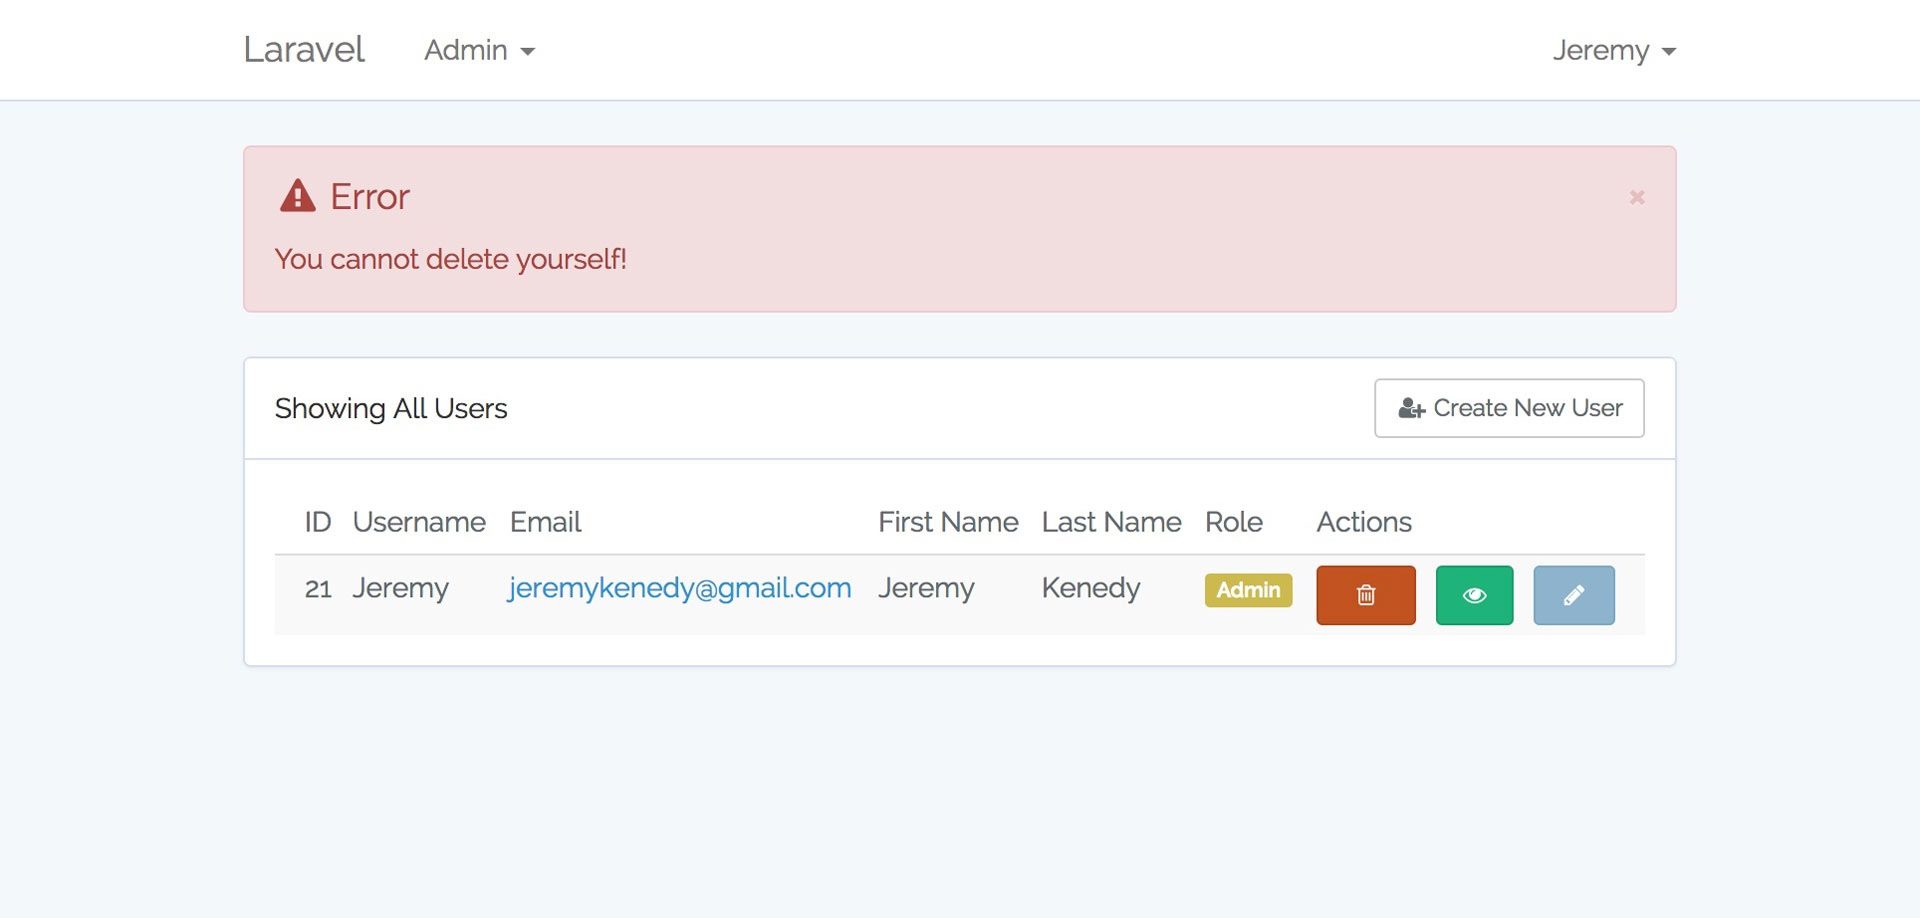 Laravel Admin Jeremy
Error
×
You cannot delete yourself!
Showing All Users Create New User
ID Username Email First Name Last Name Role Actions
21 Jeremy jeremykenedy@gmail.com Jeremy Kenedy Admin